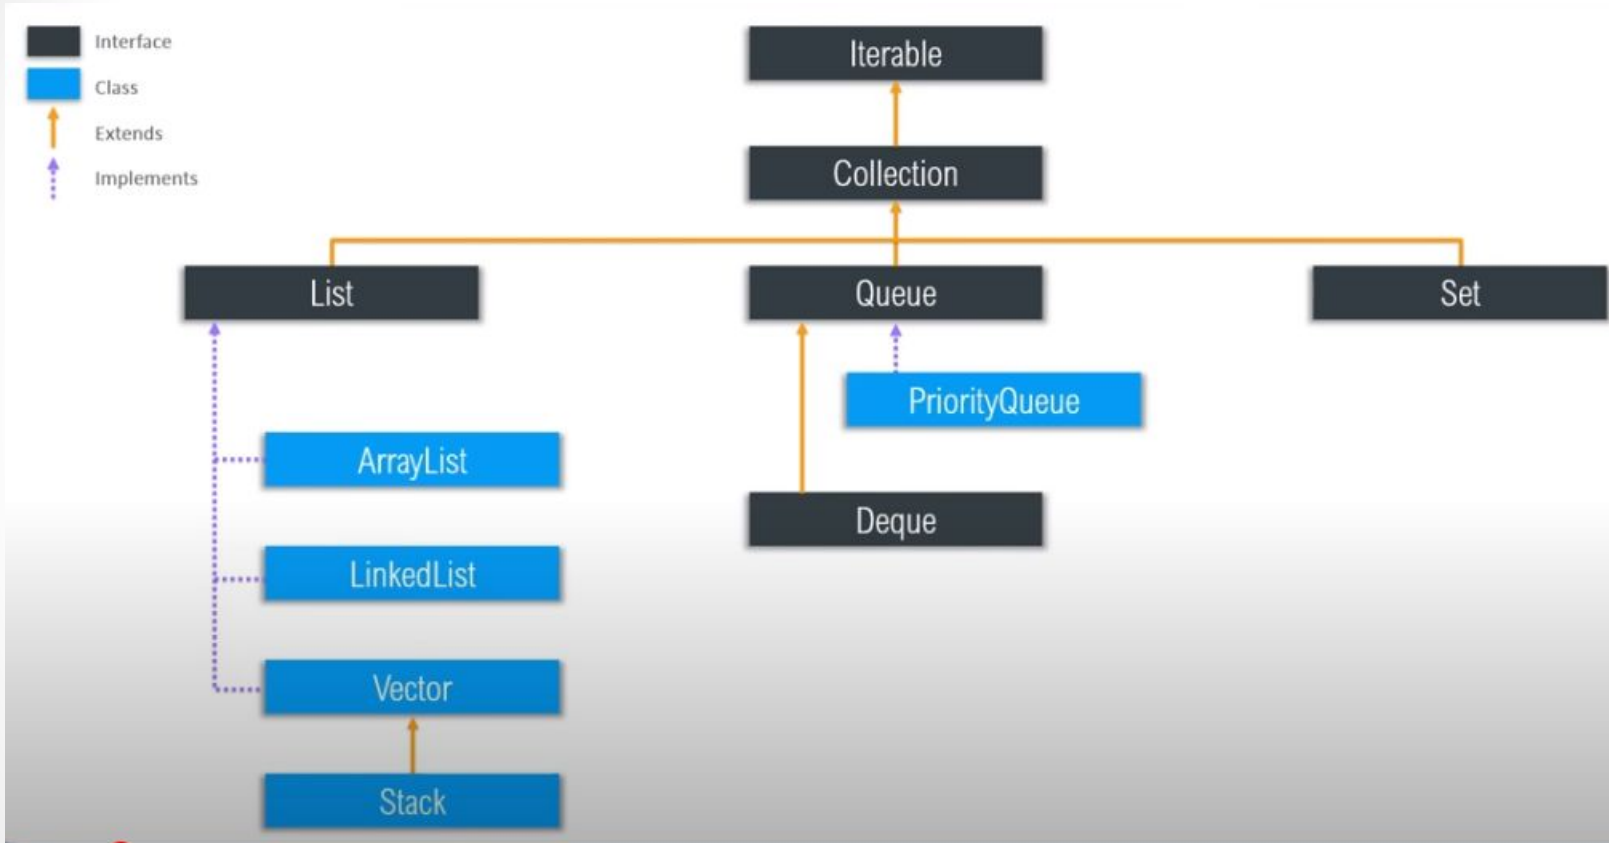 Interface
Class
Extends
Implements
Iterable
Collection
List
Queue
Set
PriorityQueue
ArrayList
Deque
LinkedList
Vector
Stack